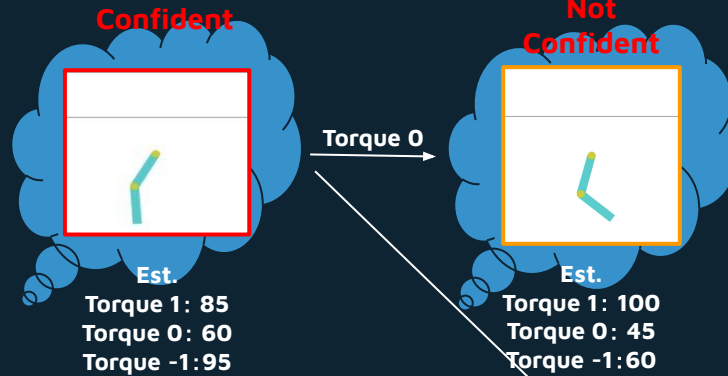 Confident
Est.
Torque 1: 85
Torque 0: 60
Torque -1:95
Torque 0
Not
Confident
Est.
Torque 1: 100
Torque 0: 45
Torque -1:60